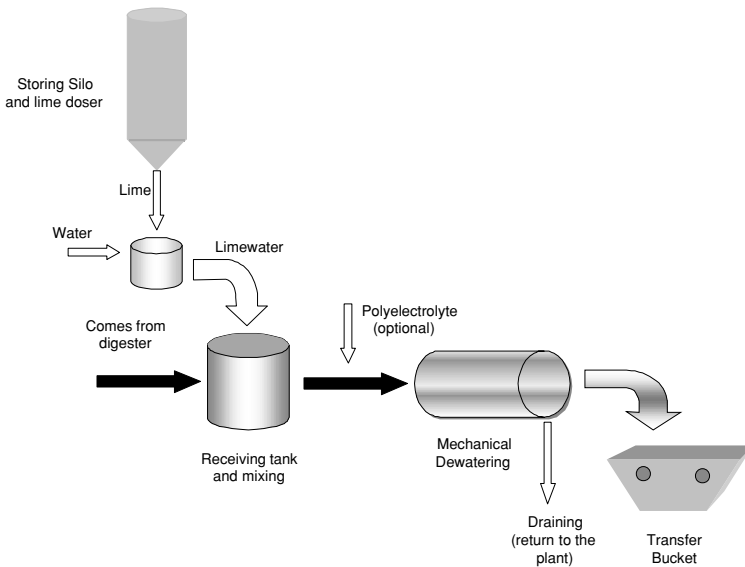 Storing Silo
and lime doser
Lime
Water
Limewater
Comes from
digester
Polyelectrolyte
(optional)
Receiving tank
and mixing
Mechanical
Dewatering
Draining
(return to the
plant)
Transfer
Bucket